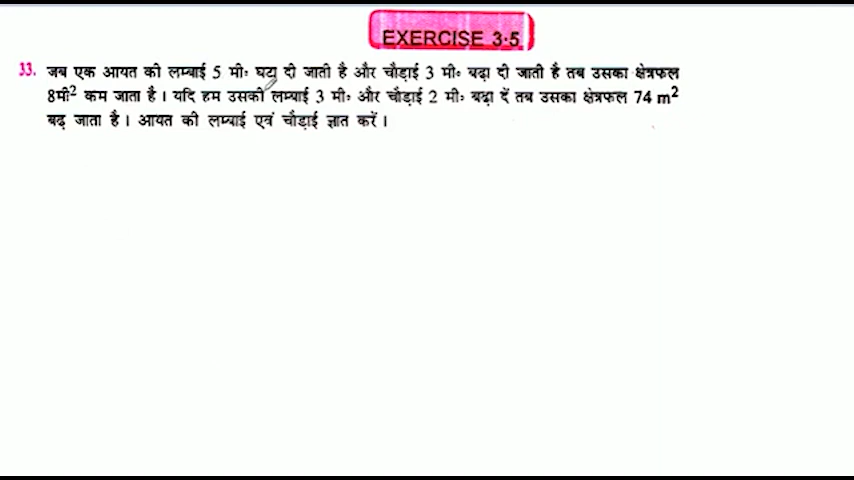 EXERCISE 3·5
33. जब एक आयत की लम्बाई 5 मी॰ घटा दी जाती है और चौड़ाई 3 मी॰ बढ़ा दी जाती है तब उसका क्षेत्रफल
8मी² कम जाता है। यदि हम उसकी लम्बाई 3 मी॰ और चौड़ाई 2 मी॰ बढ़ा दें तब उसका क्षेत्रफल 74 m²
बढ़ जाता है। आयत की लम्बाई एवं चौड़ाई ज्ञात करें।